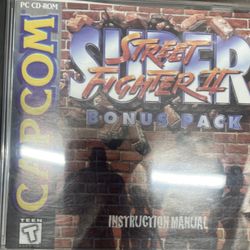 PC CD-ROM
CAPCOM
SUPER
STREET
FIGHTER II
BONUS PACK
INSTRUCTION MANUAL
TEEN
T